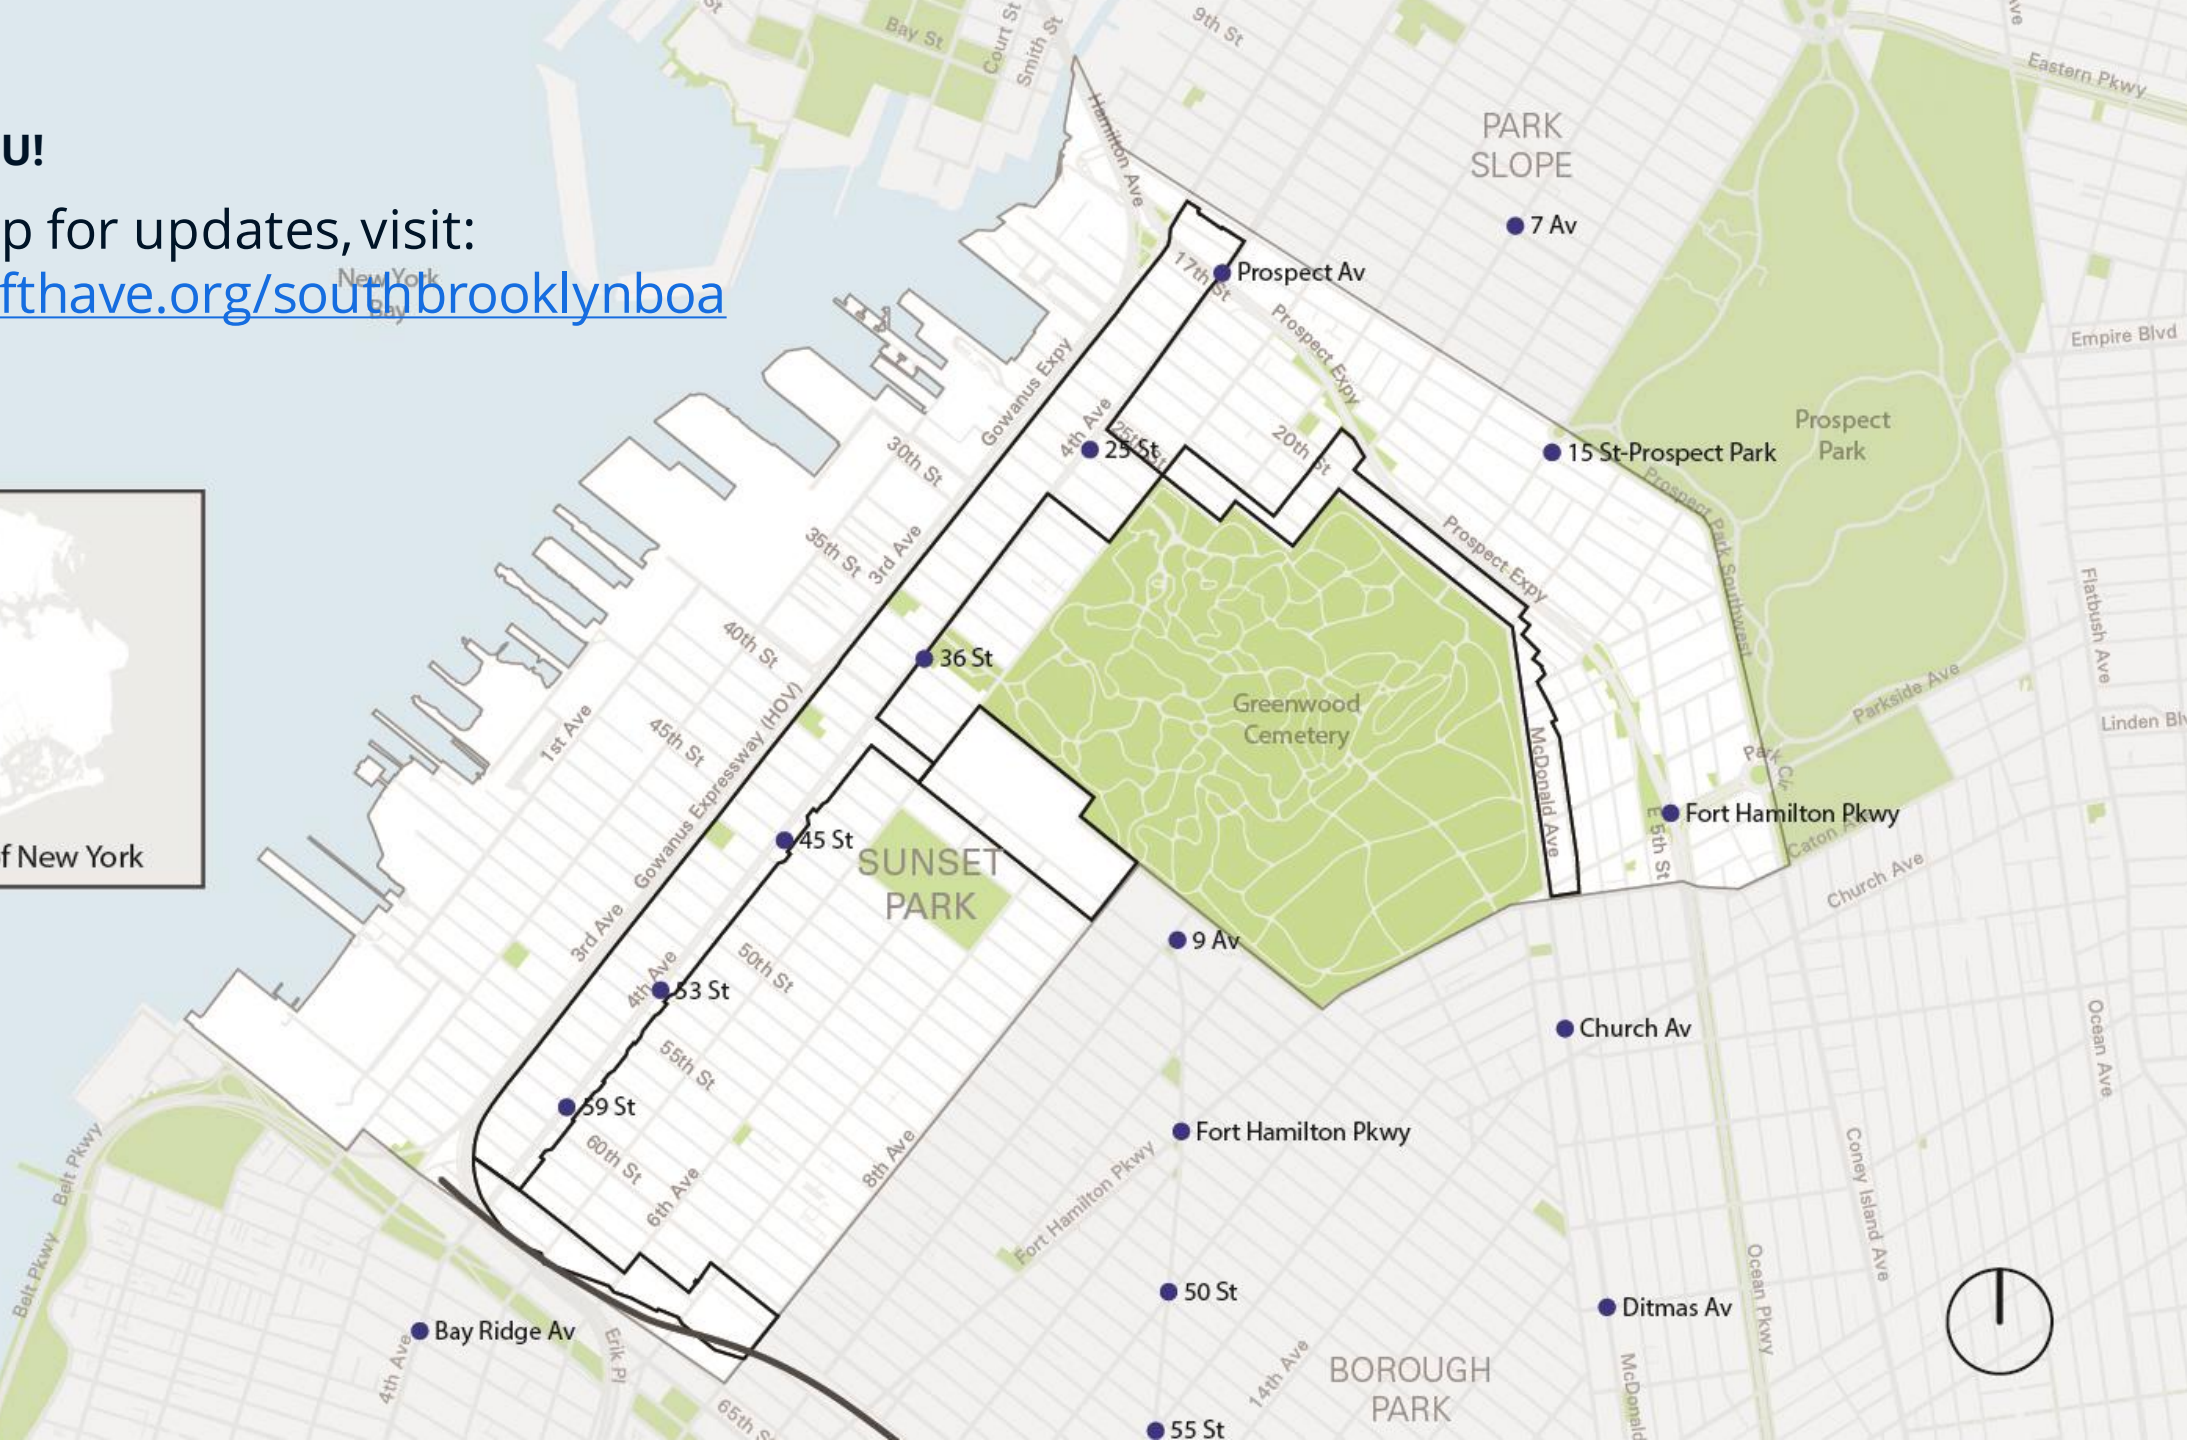 U!
p for updates, visit:
fthave.org/southbrooklynboa
New York
Bay
f New York
St
Bay St
Court St
Smith St
9th St
Hamilton Ave
PARK
SLOPE
7 Av
Eastern Pkwy
Prospect Av
17th St
Prospect Expy
Empire Blvd
Gowanus Expy
4th Ave
25th St
25 St
20th St
15 St-Prospect Park
Prospect
Park
30th St
35th St
3rd Ave
Prospect Expy
Prospect Park Southwest
Flatbush Ave
40th St
36 St
Greenwood
Cemetery
Parkside Ave
Linden Bl
1st Ave
45th St
Gowanus Expressway (HOV)
McDonald Ave
Park Cir
Fort Hamilton Pkwy
E 5th St
Caton A
Church Ave
45 St
SUNSET
PARK
3rd Ave
4th Ave
50th St
53 St
9 Av
Church Av
Ocean Ave
55th St
59 St
60th St
6th Ave
8th Ave
Fort Hamilton Pkwy
Fort Hamilton Pkwy
Belt Pkwy
Belt Pkwy
Coney Island Ave
Ocean Pkwy
50 St
Ditmas Av
Bay Ridge Av
4th Ave
Erik Pl
65th S
14th Ave
BOROUGH
PARK
McDonald
55 St